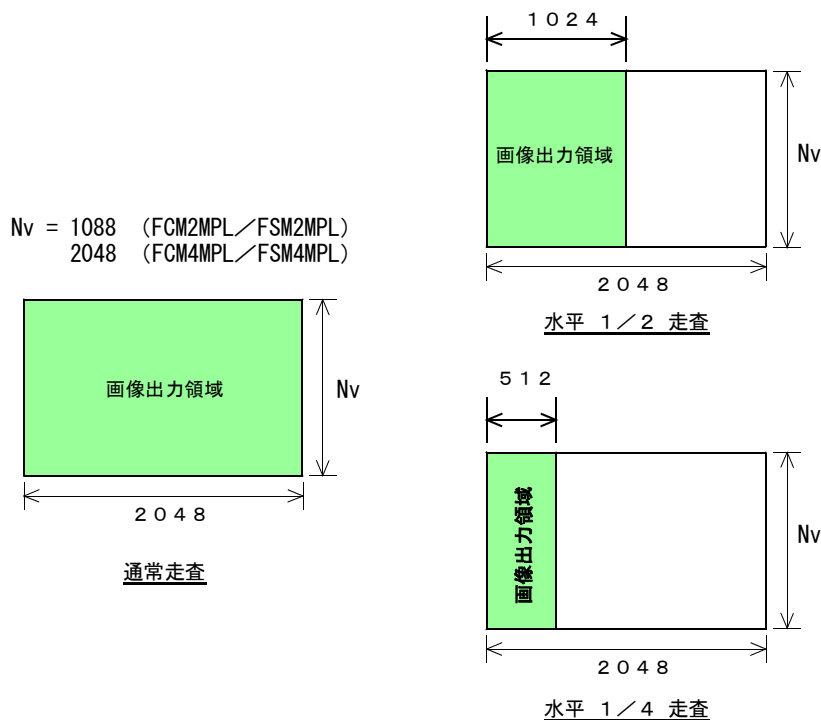 Nv = 1088 (FCM2MPL／FSM2MPL)
2048 (FCM4MPL／FSM4MPL)
画像出力領域
Nv
２０４８
通常走査
１０２４
画像出力領域
Nv
２０４８
水平 １／２ 走査
５１２
画像出力領域
Nv
２０４８
水平 １／４ 走査